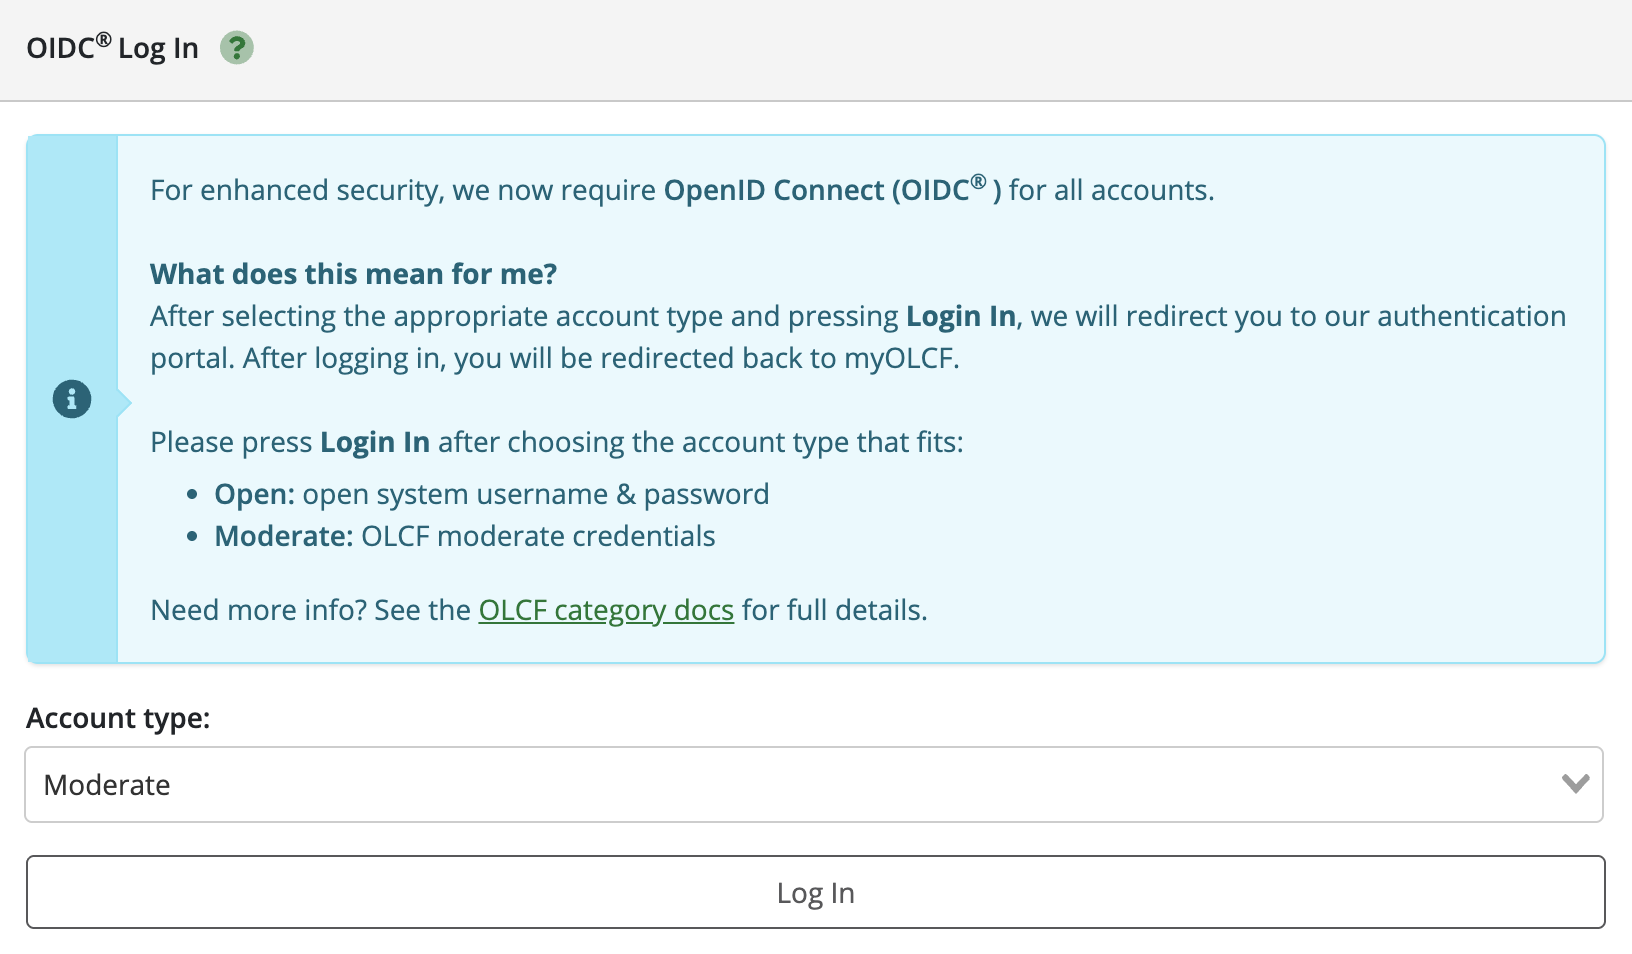 OIDC® Log In ?
For enhanced security, we now require OpenID Connect (OIDC® ) for all accounts.
What does this mean for me?
After selecting the appropriate account type and pressing Login In, we will redirect you to our authentication
portal. After logging in, you will be redirected back to myOLCF.
Please press Login In after choosing the account type that fits:
• Open: open system username & password
• Moderate: OLCF moderate credentials
Need more info? See the OLCF category docs for full details.
Account type:
Moderate
Log In